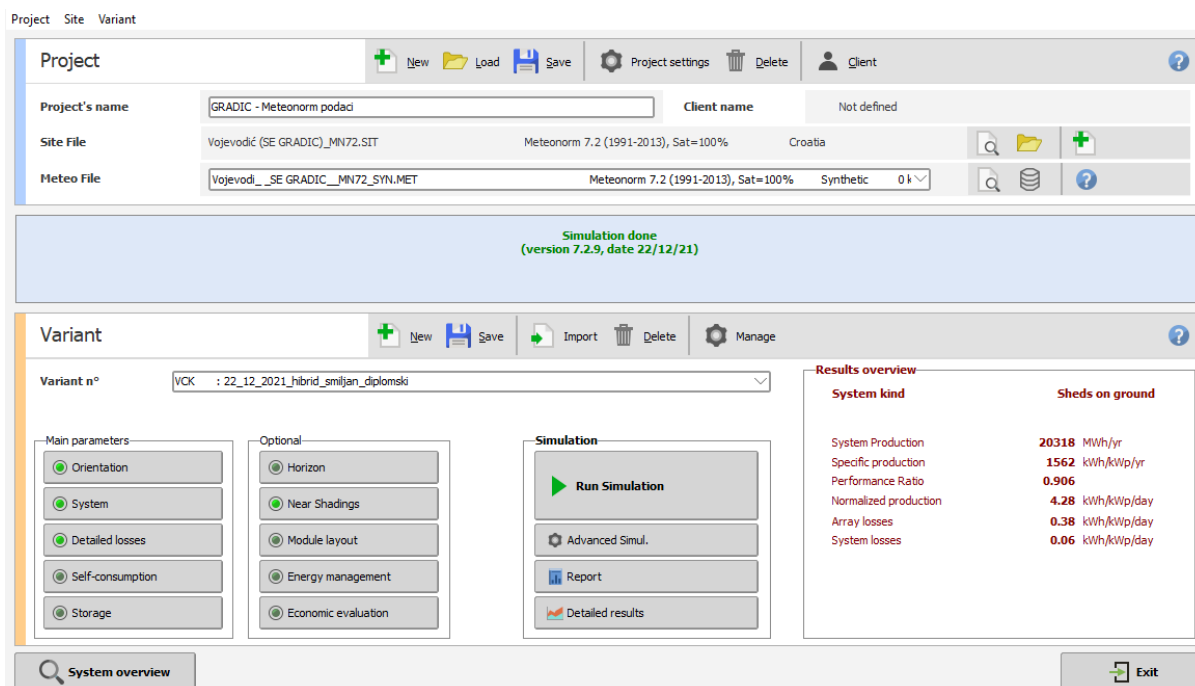 Project Site Variant
Project New Load Save Project settings Delete Client ?
Project's name GRADIC - Meteonorm podaci Client name Not defined
Site File Vojevodić (SE GRADIC)_MN72.SIT Meteonorm 7.2 (1991-2013), Sat=100% Croatia
Meteo File Vojevodi_ _SE GRADIC__MN72_SYN.MET Meteonorm 7.2 (1991-2013), Sat=100% Synthetic 0 k ?
Simulation done
(version 7.2.9, date 22/12/21)
Variant New Save Import Delete Manage ?
Variant n° VCK : 22_12_2021_hibrid_smiljan_diplomski
Main parameters
Orientation
System
Detailed losses
Self-consumption
Storage
Optional
Horizon
Near Shadings
Module layout
Energy management
Economic evaluation
Simulation
Run Simulation
Advanced Simul.
Report
Detailed results
Results overview
System kind Sheds on ground
System Production 20318 MWh/yr
Specific production 1562 kWh/kWp/yr
Performance Ratio 0.906
Normalized production 4.28 kWh/kWp/day
Array losses 0.38 kWh/kWp/day
System losses 0.06 kWh/kWp/day
System overview Exit